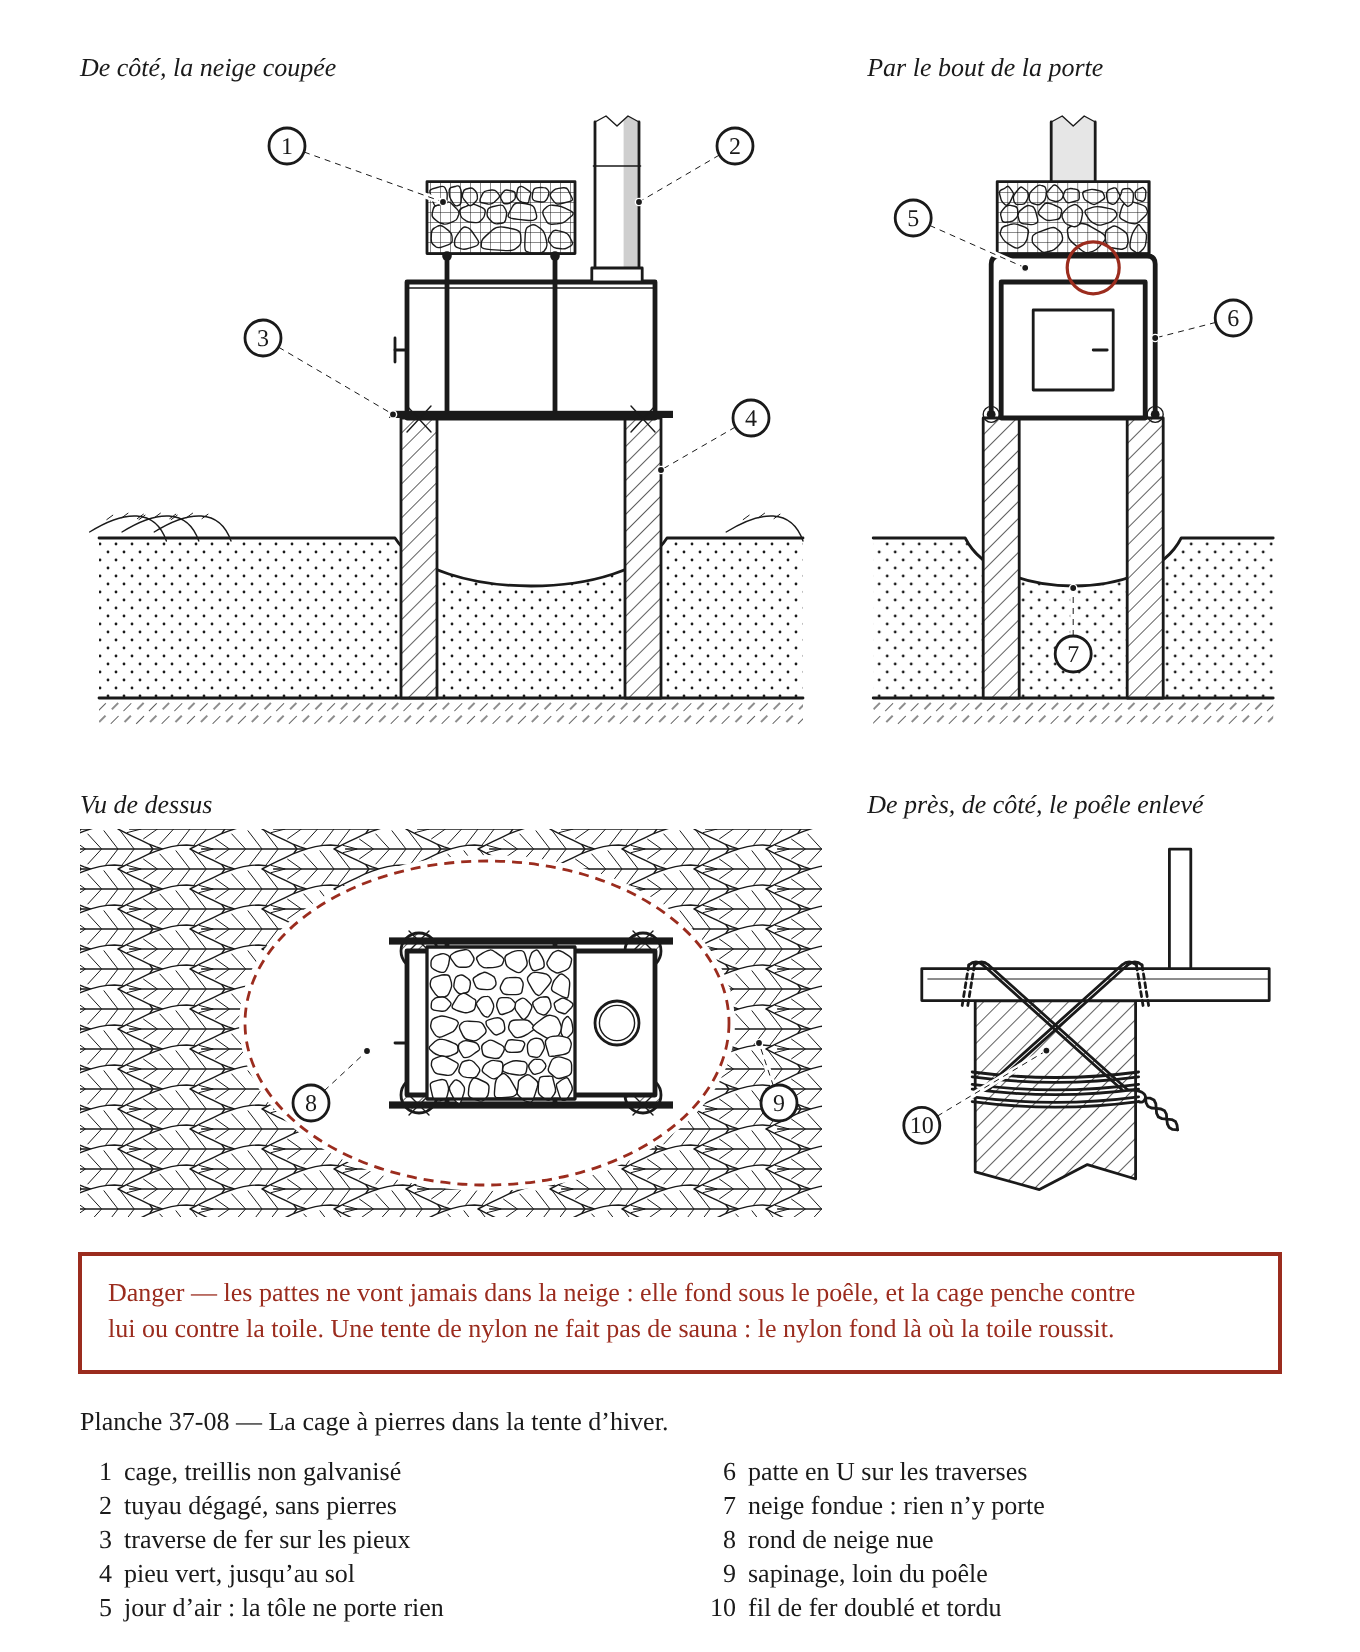 De côté, la neige coupée
Par le bout de la porte
1
2
5
3
6
4
7
Vu de dessus
De près, de côté, le poêle enlevé
8
9
10
Danger — les pattes ne vont jamais dans la neige : elle fond sous le poêle, et la cage penche contre
lui ou contre la toile. Une tente de nylon ne fait pas de sauna : le nylon fond là où la toile roussit.
Planche 37-08 — La cage à pierres dans la tente d’hiver.
1 cage, treillis non galvanisé
2 tuyau dégagé, sans pierres
3 traverse de fer sur les pieux
4 pieu vert, jusqu’au sol
5 jour d’air : la tôle ne porte rien
6 patte en U sur les traverses
7 neige fondue : rien n’y porte
8 rond de neige nue
9 sapinage, loin du poêle
10 fil de fer doublé et tordu